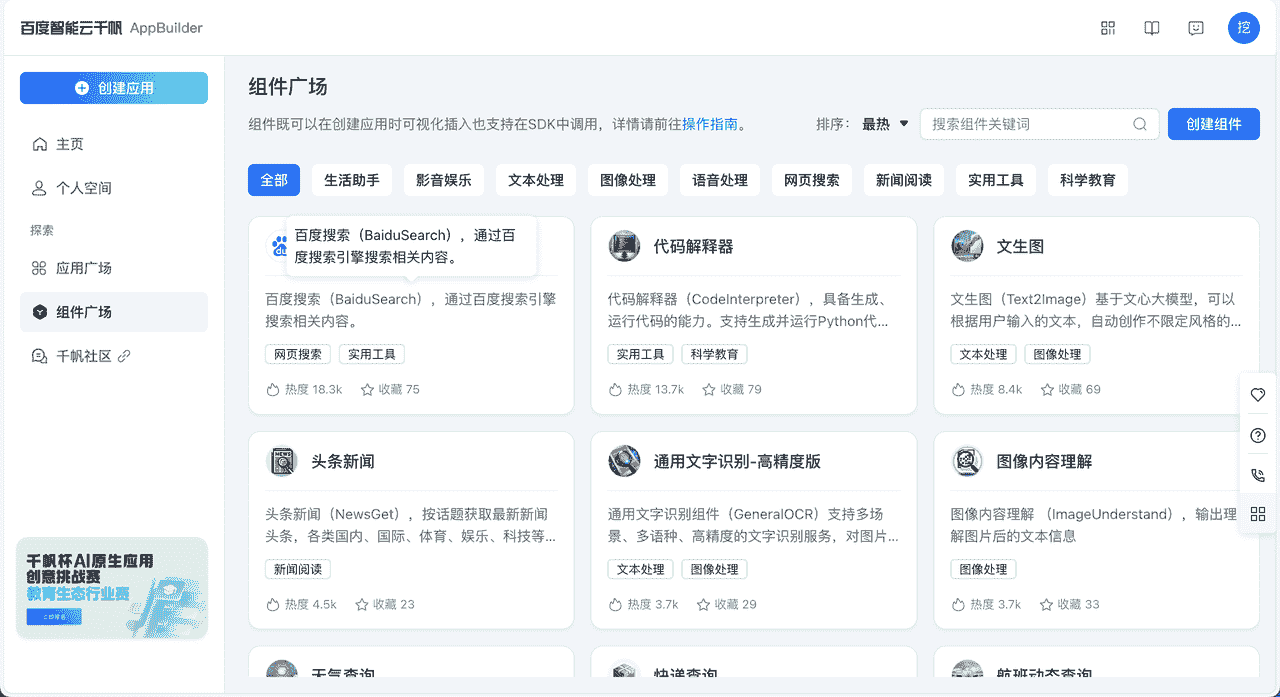 百度智能云千帆 AppBuilder
挖
创建应用
主页
个人空间
探索
应用广场
组件广场
千帆社区
千帆杯AI原生应用
创意挑战赛
教育生态行业赛
组件广场
组件既可以在创建应用时可视化插入也支持在SDK中调用，详情请前往操作指南。
排序： 最热
搜索组件关键词
创建组件
全部 生活助手 影音娱乐 文本处理 图像处理 语音处理 网页搜索 新闻阅读 实用工具 科学教育
百度搜索（BaiduSearch），通过百
度搜索引擎搜索相关内容。
百度搜索（BaiduSearch），通过百度搜索引擎
搜索相关内容。
网页搜索 实用工具
热度 18.3k 收藏 75
代码解释器
代码解释器（CodeInterpreter），具备生成、
运行代码的能力。支持生成并运行Python代...
实用工具 科学教育
热度 13.7k 收藏 79
文生图
文生图（Text2Image）基于文心大模型，可以
根据用户输入的文本，自动创作不限定风格的...
文本处理 图像处理
热度 8.4k 收藏 69
头条新闻
头条新闻（NewsGet），按话题获取最新新闻
头条，各类国内、国际、体育、娱乐、科技等...
新闻阅读
热度 4.5k 收藏 23
通用文字识别-高精度版
通用文字识别组件（GeneralOCR）支持多场
景、多语种、高精度的文字识别服务，对图片...
文本处理 图像处理
热度 3.7k 收藏 29
图像内容理解
图像内容理解 （ImageUnderstand），输出理
解图片后的文本信息
图像处理
热度 3.7k 收藏 33
天气查询
快递查询
航班动态查询